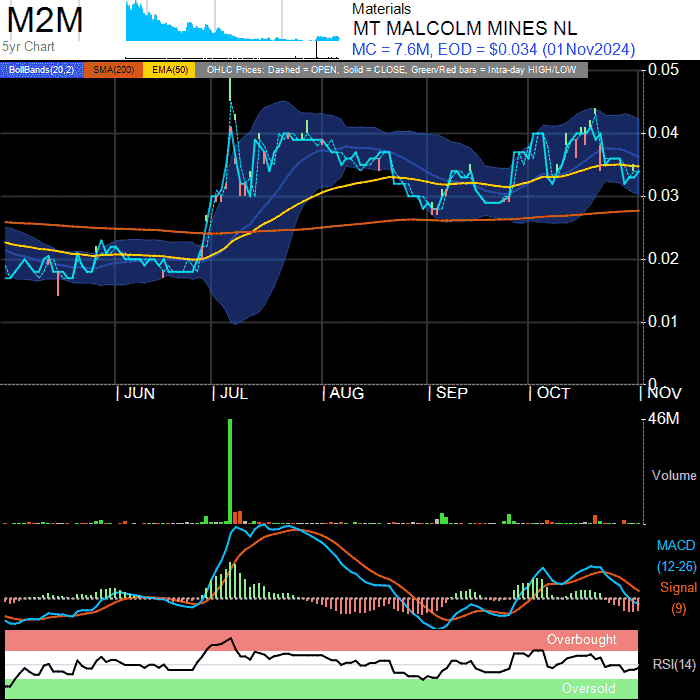 M2M
5yr Chart
Materials
MT MALCOLM MINES NL
MC = 7.6M, EOD = $0.034 (01Nov2024)
BollBands(20,2) SMA(200) EMA(50) OHLC Prices: Dashed = OPEN, Solid = CLOSE, Green/Red bars = Intra-day HIGH/LOW
0.05
0.04
0.03
0.02
0.01
0
JUN JUL AUG SEP OCT NOV
46M
Volume
MACD
(12-26)
Signal
(9)
Overbought
RSI(14)
Oversold